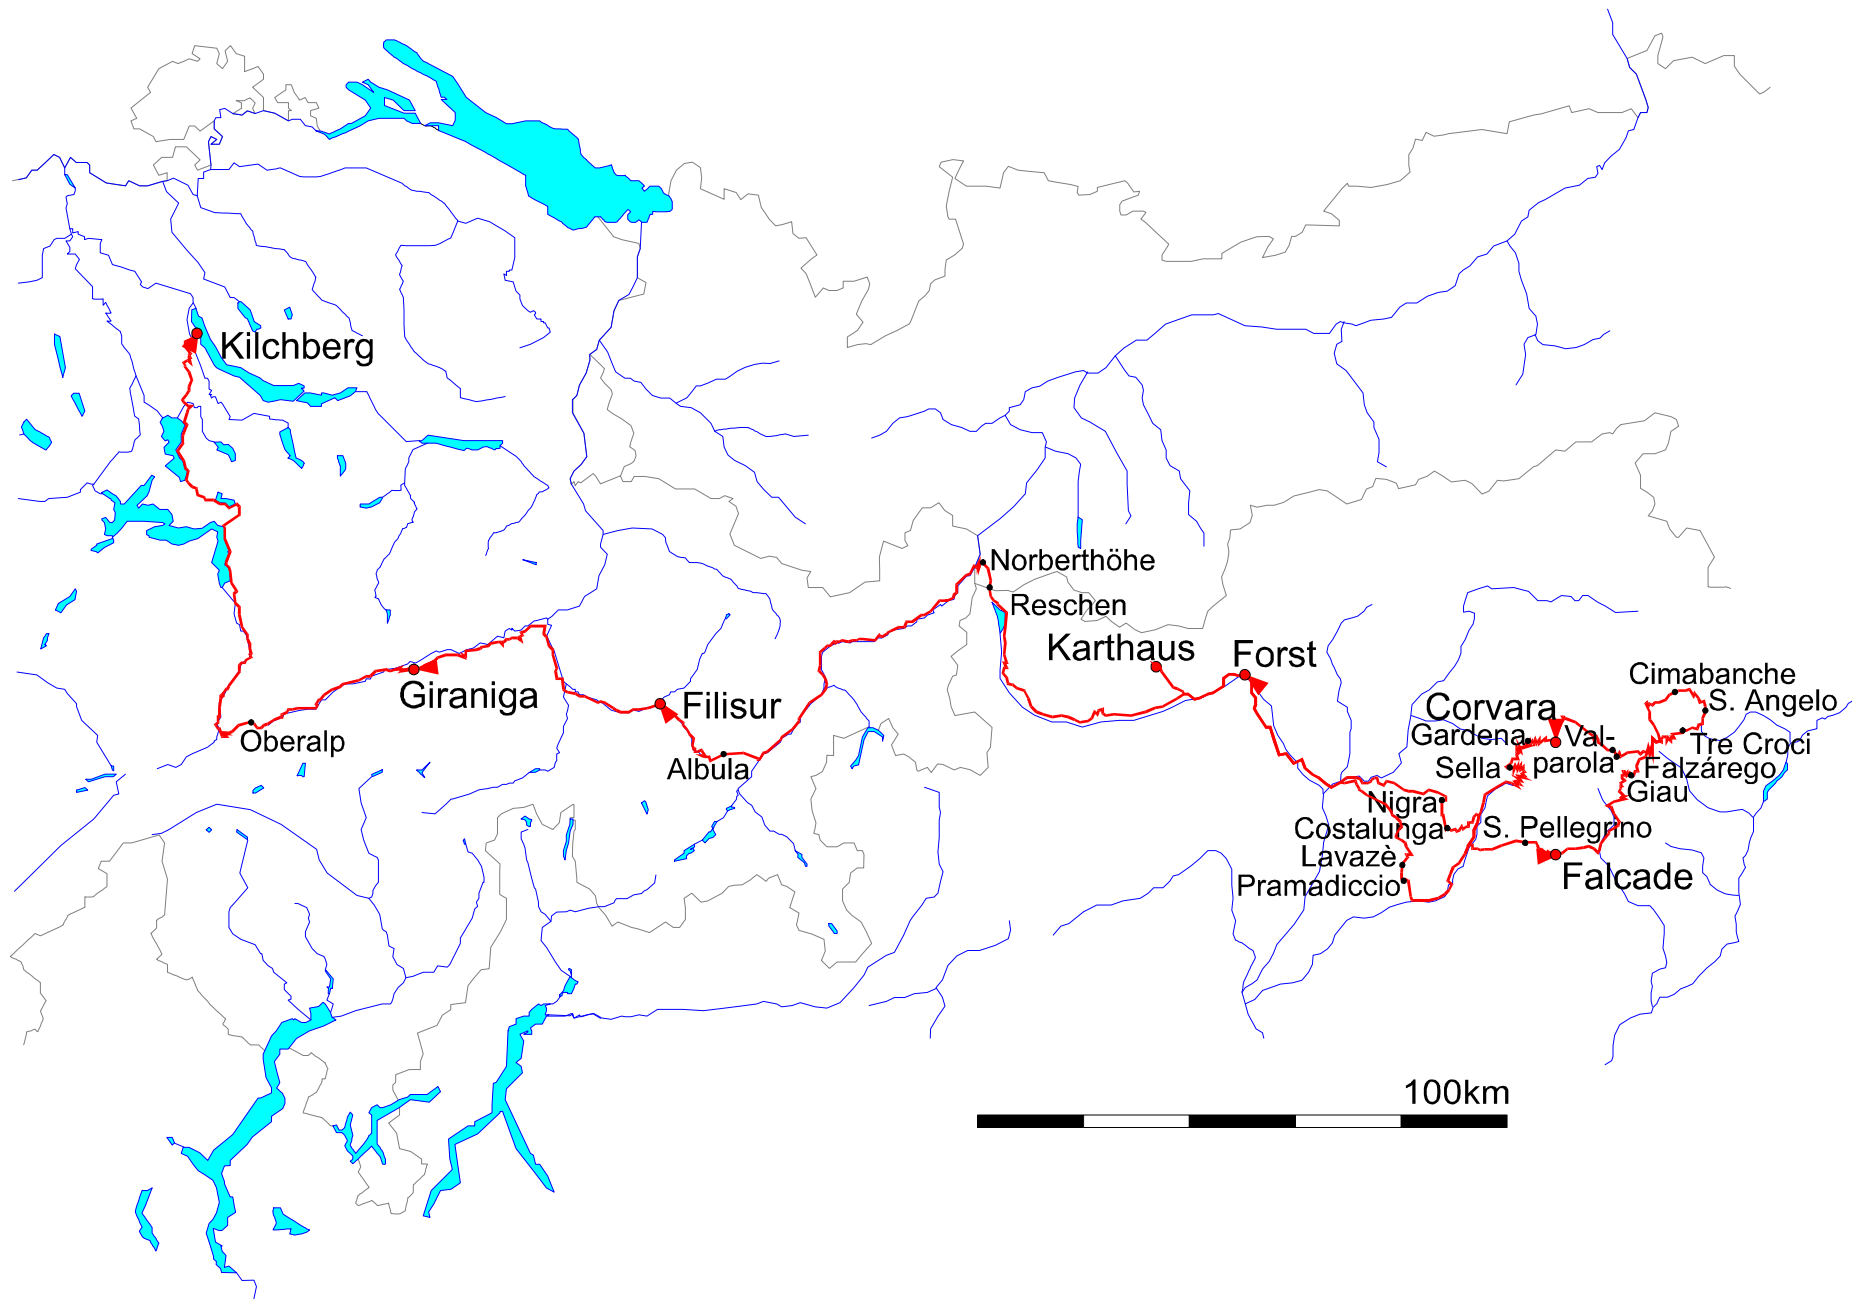 Kilchberg
Norberthöhe
Reschen
Karthaus
Forst
Giraniga
Filisur
Oberalp
Albula
Cimabanche
S. Angelo
Corvara
Gardena
Val-
parola
Tre Croci
Sella
Falzárego
Giau
Nigra
Costalunga
S. Pellegrino
Lavazè
Pramadiccio
Falcade
100km